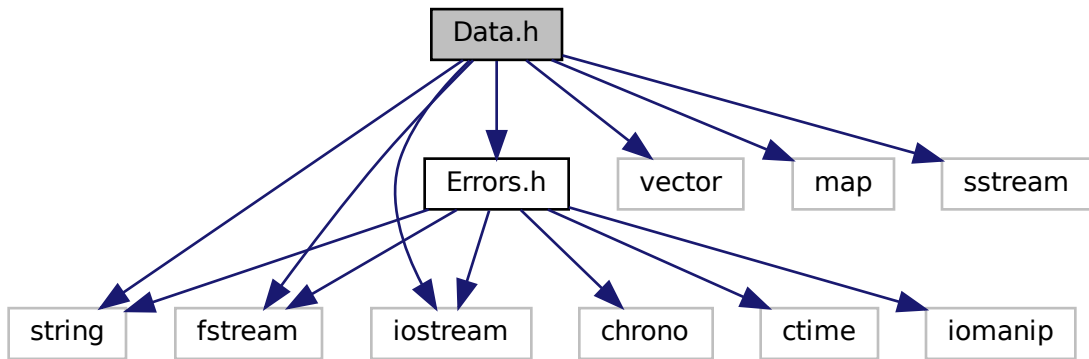 Data.h
Errors.h
vector
map
sstream
string
fstream
iostream
chrono
ctime
iomanip